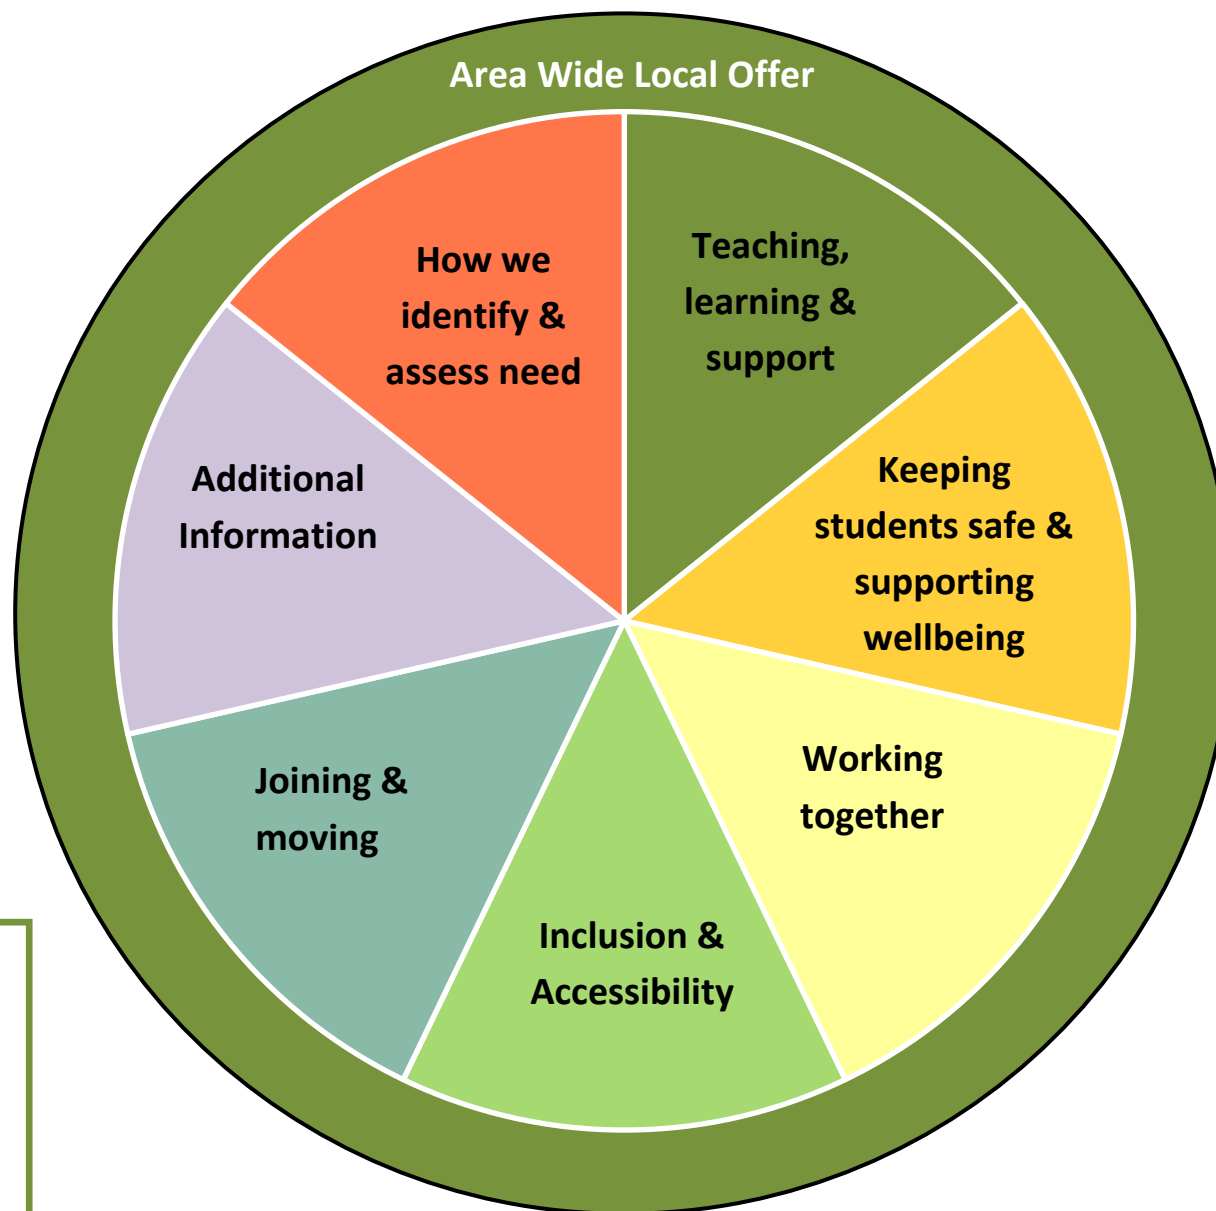 Area Wide Local Offer
How we
identify &
assess need
Teaching,
learning &
support
Keeping
students safe &
supporting
wellbeing
Working
together
Inclusion &
Accessibility
Joining &
moving
Additional
Information